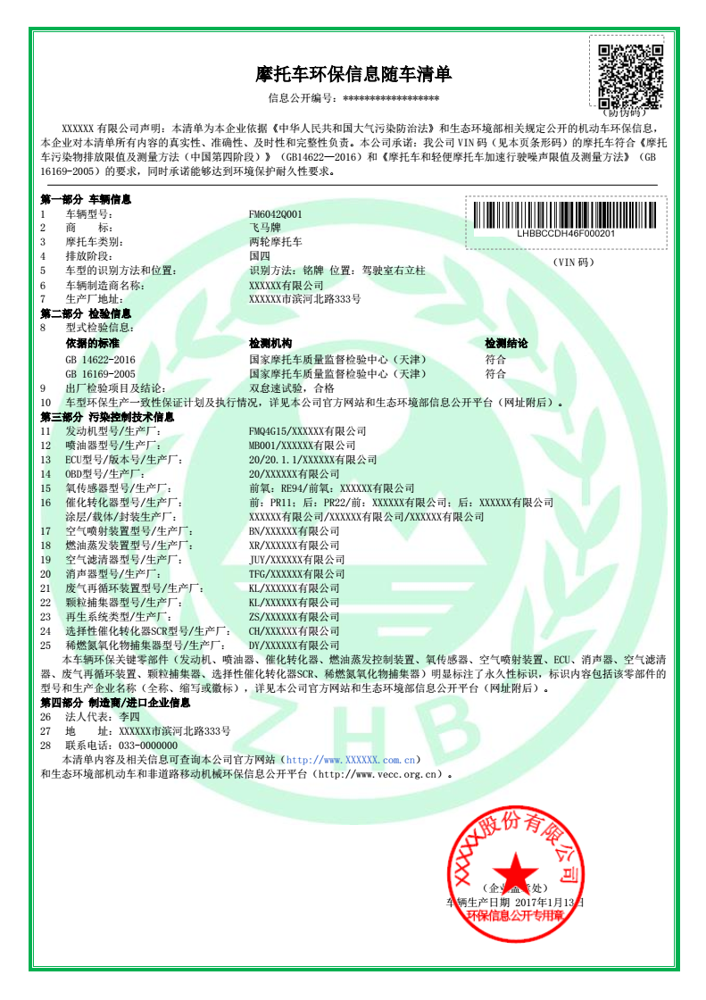 摩托车环保信息随车清单
信息公开编号：******************
（防伪码）
XXXXXX 有限公司声明：本清单为本企业依据《中华人民共和国大气污染防治法》和生态环境部相关规定公开的机动车环保信息，
本企业对本清单所有内容的真实性、准确性、及时性和完整性负责。本公司承诺：我公司 VIN 码（见本页条形码）的摩托车符合《摩托
车污染物排放限值及测量方法（中国第四阶段）》（GB14622—2016）和《摩托车和轻便摩托车加速行驶噪声限值及测量方法》（GB
16169-2005）的要求，同时承诺能够达到环境保护耐久性要求。
第一部分 车辆信息
1 车辆型号： FM6042Q001
2 商 标： 飞马牌
LHBBCCDH46F000201
3 摩托车类别： 两轮摩托车
4 排放阶段： 国四
（VIN 码）
5 车型的识别方法和位置： 识别方法：铭牌 位置：驾驶室右立柱
6 车辆制造商名称： XXXXXX有限公司
7 生产厂地址： XXXXXX市滨河北路333号
第二部分 检验信息
8 型式检验信息：
依据的标准 检测机构 检测结论
GB 14622-2016 国家摩托车质量监督检验中心（天津） 符合
GB 16169-2005 国家摩托车质量监督检验中心（天津） 符合
9 出厂检验项目及结论： 双怠速试验，合格
10 车型环保生产一致性保证计划及执行情况，详见本公司官方网站和生态环境部信息公开平台（网址附后）。
第三部分 污染控制技术信息
11 发动机型号/生产厂： FMQ4G15/XXXXXX有限公司
12 喷油器型号/生产厂： MB001/XXXXXX有限公司
13 ECU型号/版本号/生产厂： 20/20.1.1/XXXXXX有限公司
14 OBD型号/生产厂： 20/XXXXXX有限公司
15 氧传感器型号/生产厂： 前氧：RE94/前氧：XXXXXX有限公司
16 催化转化器型号/生产厂： 前：PR11；后：PR22/前：XXXXXX有限公司；后：XXXXXX有限公司
涂层/载体/封装生产厂： XXXXXX有限公司/XXXXXX有限公司/XXXXXX有限公司
17 空气喷射装置型号/生产厂： BN/XXXXXX有限公司
18 燃油蒸发装置型号/生产厂： XR/XXXXXX有限公司
19 空气滤清器型号/生产厂： JUY/XXXXXX有限公司
20 消声器型号/生产厂： TFG/XXXXXX有限公司
21 废气再循环装置型号/生产厂： KL/XXXXXX有限公司
22 颗粒捕集器型号/生产厂： KL/XXXXXX有限公司
23 再生系统类型/生产厂： ZS/XXXXXX有限公司
24 选择性催化转化器SCR型号/生产厂： CH/XXXXXX有限公司
25 稀燃氮氧化物捕集器型号/生产厂： DY/XXXXXX有限公司
本车辆环保关键零部件（发动机、喷油器、催化转化器、燃油蒸发控制装置、氧传感器、空气喷射装置、ECU、消声器、空气滤清
器、废气再循环装置、颗粒捕集器、选择性催化转化器SCR、稀燃氮氧化物捕集器）明显标注了永久性标识，标识内容包括该零部件的
型号和生产企业名称（全称、缩写或徽标），详见本公司官方网站和生态环境部信息公开平台（网址附后）。
第四部分 制造商/进口企业信息
26 法人代表：李四
27 地 址：XXXXXX市滨河北路333号
28 联系电话：033-0000000
本清单内容及相关信息可查询本公司官方网站（http://www.XXXXXX.com.cn）
和生态环境部机动车和非道路移动机械环保信息公开平台（http://www.vecc.org.cn）。
ZHB
XXXXX股份有限公司
（企业盖章处）
车辆生产日期 2017年1月13日
环保信息公开专用章